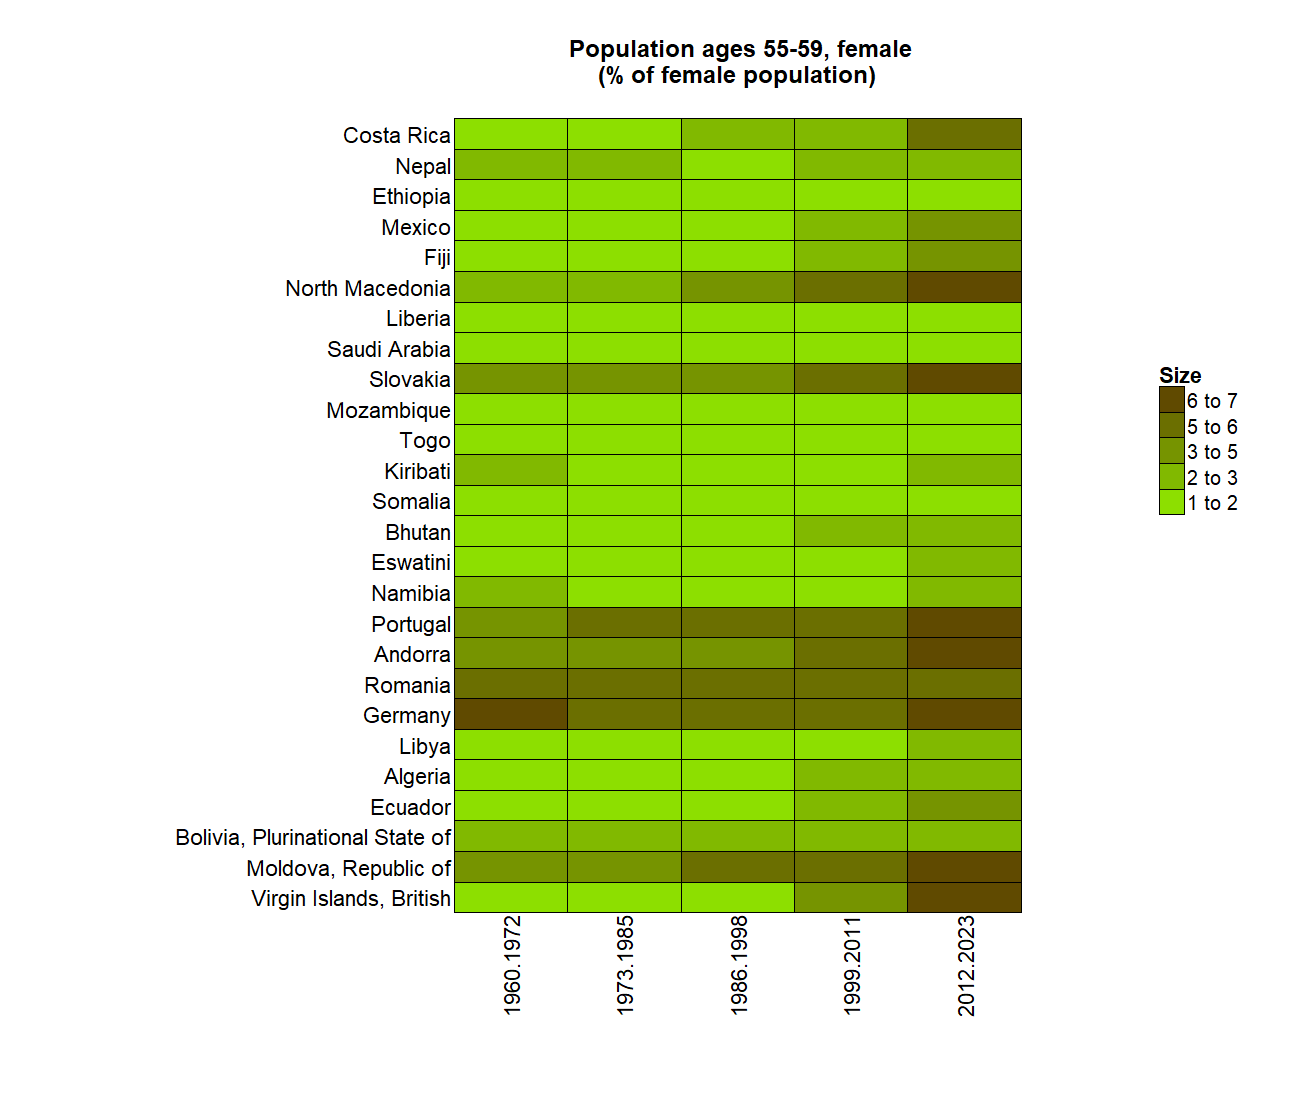 Population ages 55-59, female
(% of female population)
Costa Rica
Nepal
Ethiopia
Mexico
Fiji
North Macedonia
Liberia
Saudi Arabia
Slovakia
Mozambique
Togo
Kiribati
Somalia
Bhutan
Eswatini
Namibia
Portugal
Andorra
Romania
Germany
Libya
Algeria
Ecuador
Bolivia, Plurinational State of
Moldova, Republic of
Virgin Islands, British
1960.1972
1973.1985
1986.1998
1999.2011
2012.2023
Size
6 to 7
5 to 6
3 to 5
2 to 3
1 to 2